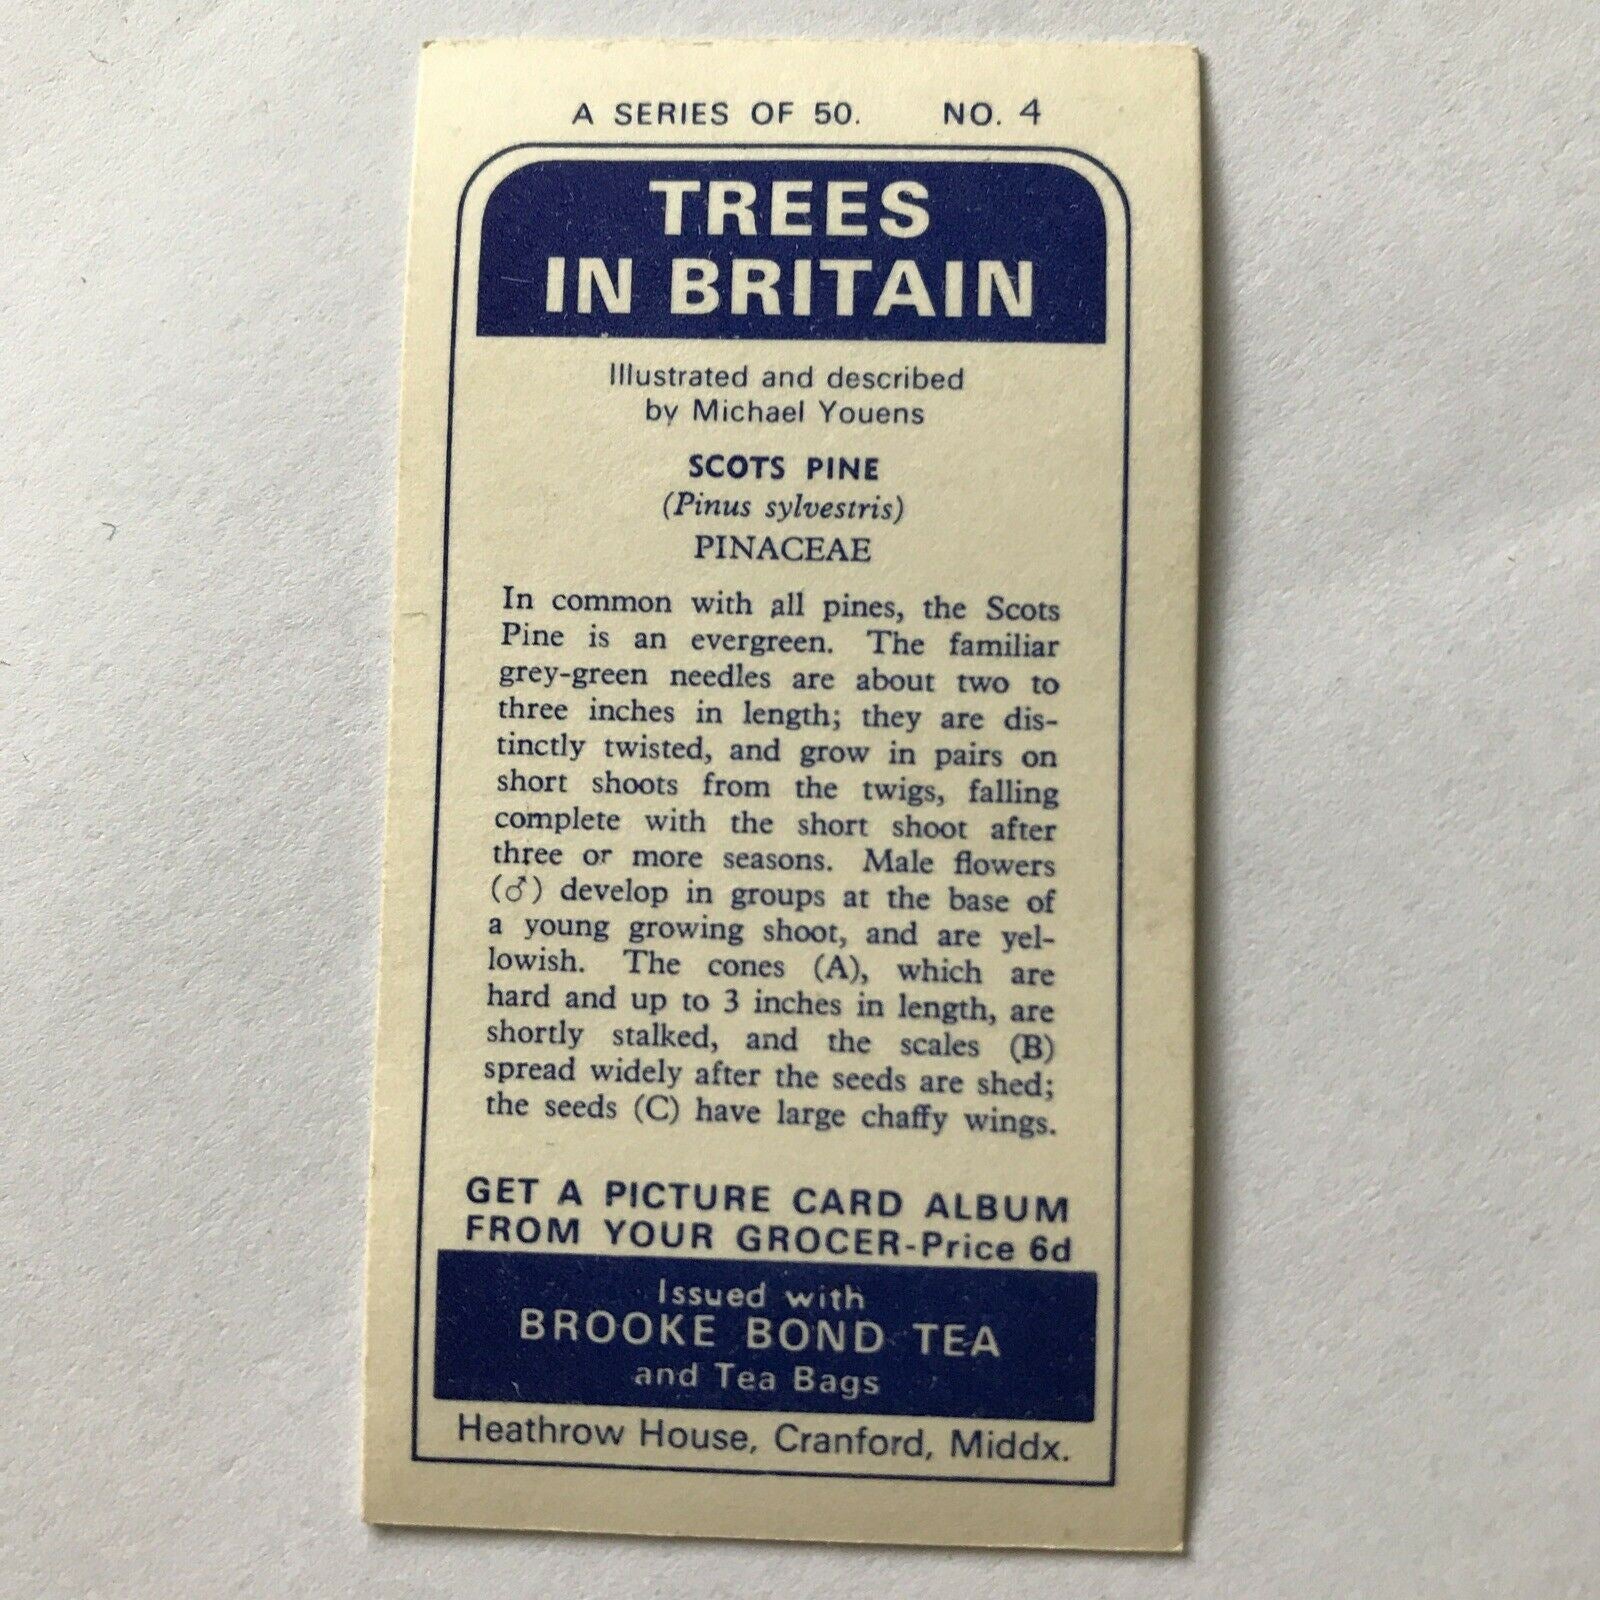 A SERIES OF 50. NO. 4
TREES
IN BRITAIN
Illustrated and described
by Michael Youens
SCOTS PINE
(Pinus sylvestris)
PINACEAE
In common with all pines, the Scots
Pine is an evergreen. The familiar
grey-green needles are about two to
three inches in length; they are dis-
tinctly twisted, and grow in pairs on
short shoots from the twigs, falling
complete with the short shoot after
three or more seasons. Male flowers
(♂) develop in groups at the base of
a young growing shoot, and are yel-
lowish. The cones (A), which are
hard and up to 3 inches in length, are
shortly stalked, and the scales (B)
spread widely after the seeds are shed;
the seeds (C) have large chaffy wings.
GET A PICTURE CARD ALBUM
FROM YOUR GROCER-Price 6d
Issued with
BROOKE BOND TEA
and Tea Bags
Heathrow House, Cranford, Middx.